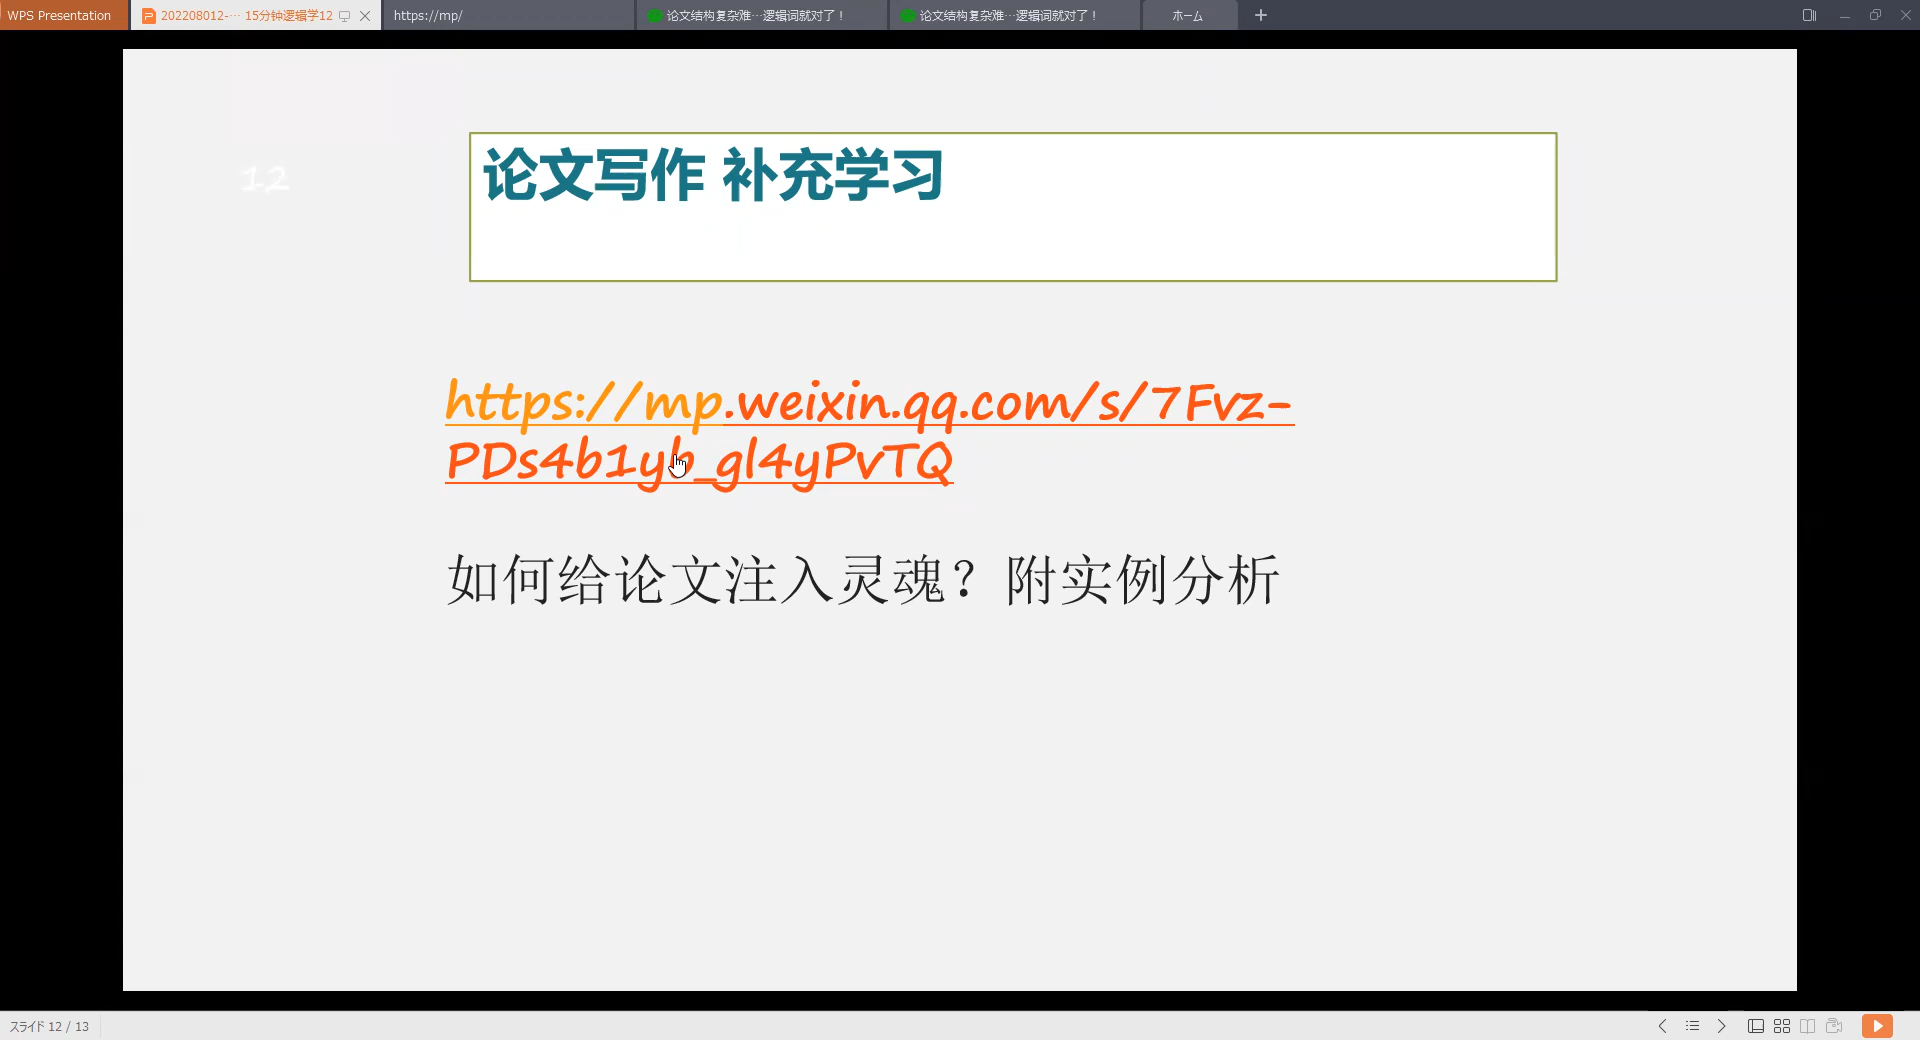 WPS Presentation
202208012-··· 15分钟逻辑学12
https://mp/
论文结构复杂难···逻辑词就对了！
论文结构复杂难···逻辑词就对了！
ホーム
12
论文写作 补充学习
https://mp.weixin.qq.com/s/7Fvz-
PDs4b1yb_gl4yPvTQ
如何给论文注入灵魂？附实例分析
スライド 12 / 13